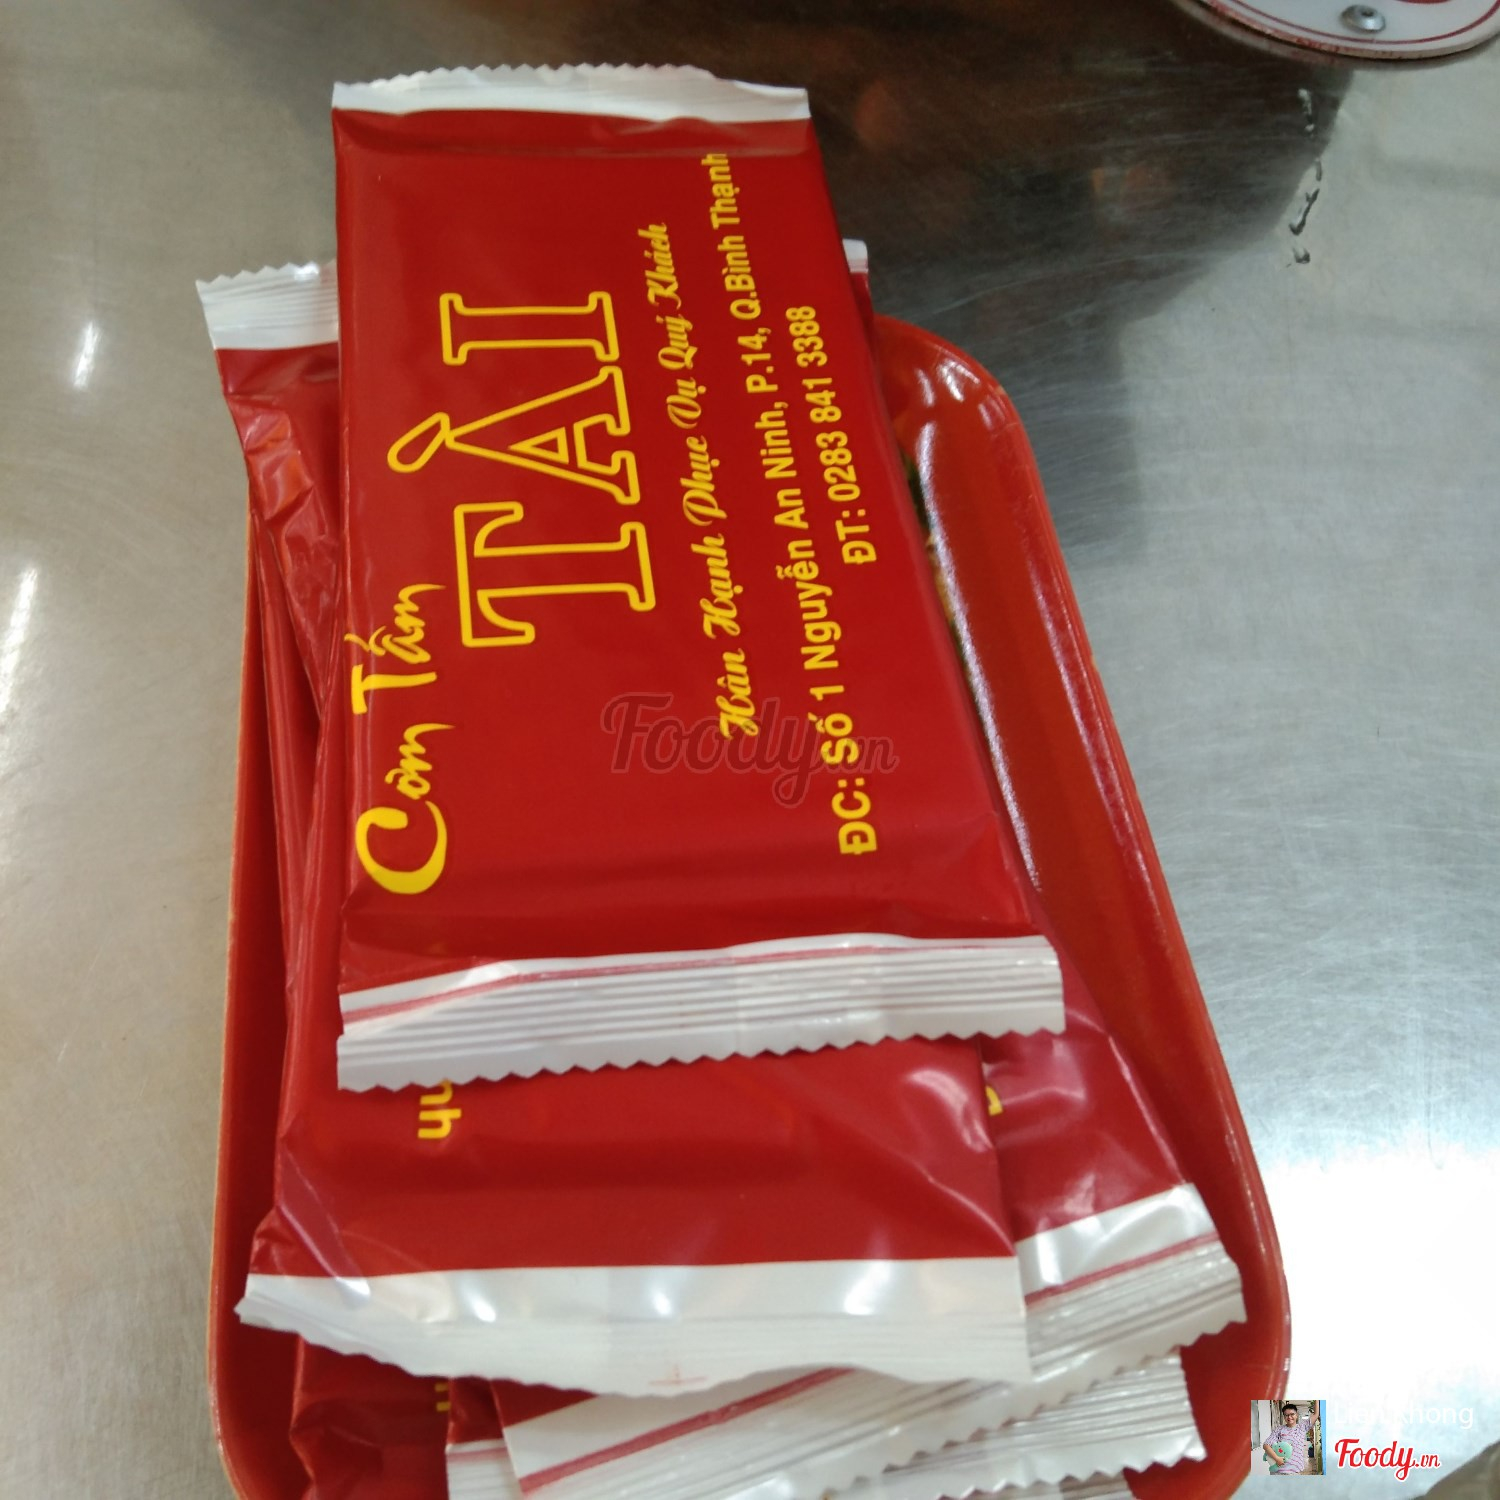 Cơm Tấm
TÀI
Hân Hạnh Phục Vụ Quý Khách
ĐC: Số 1 Nguyễn An Ninh, P.14, Q.Bình Thạnh
ĐT: 0283 841 3388
nh
Foody.vn
Foody.vn